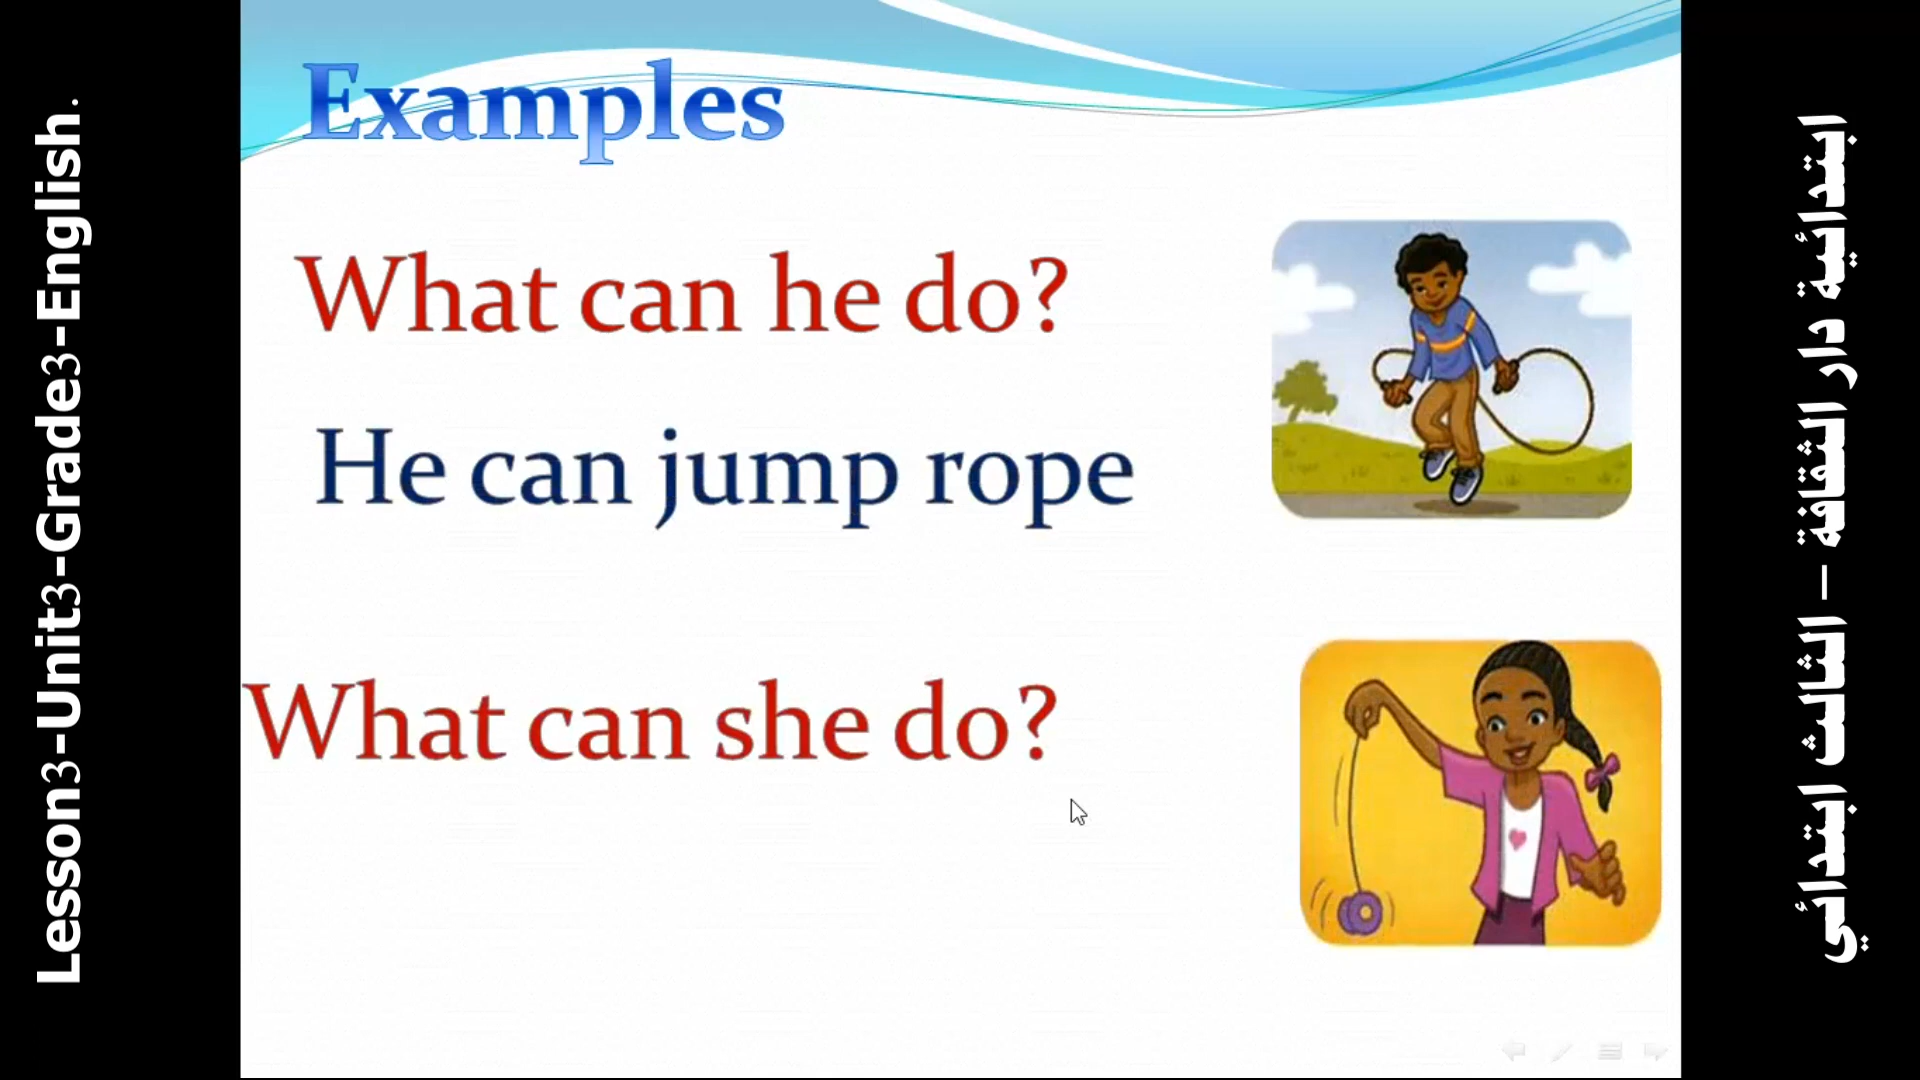 Lesson3-Unit3-Grade3-English.
Examples
What can he do?
He can jump rope
What can she do?
ابتدائية دار الثقافة – الثالث ابتدائي